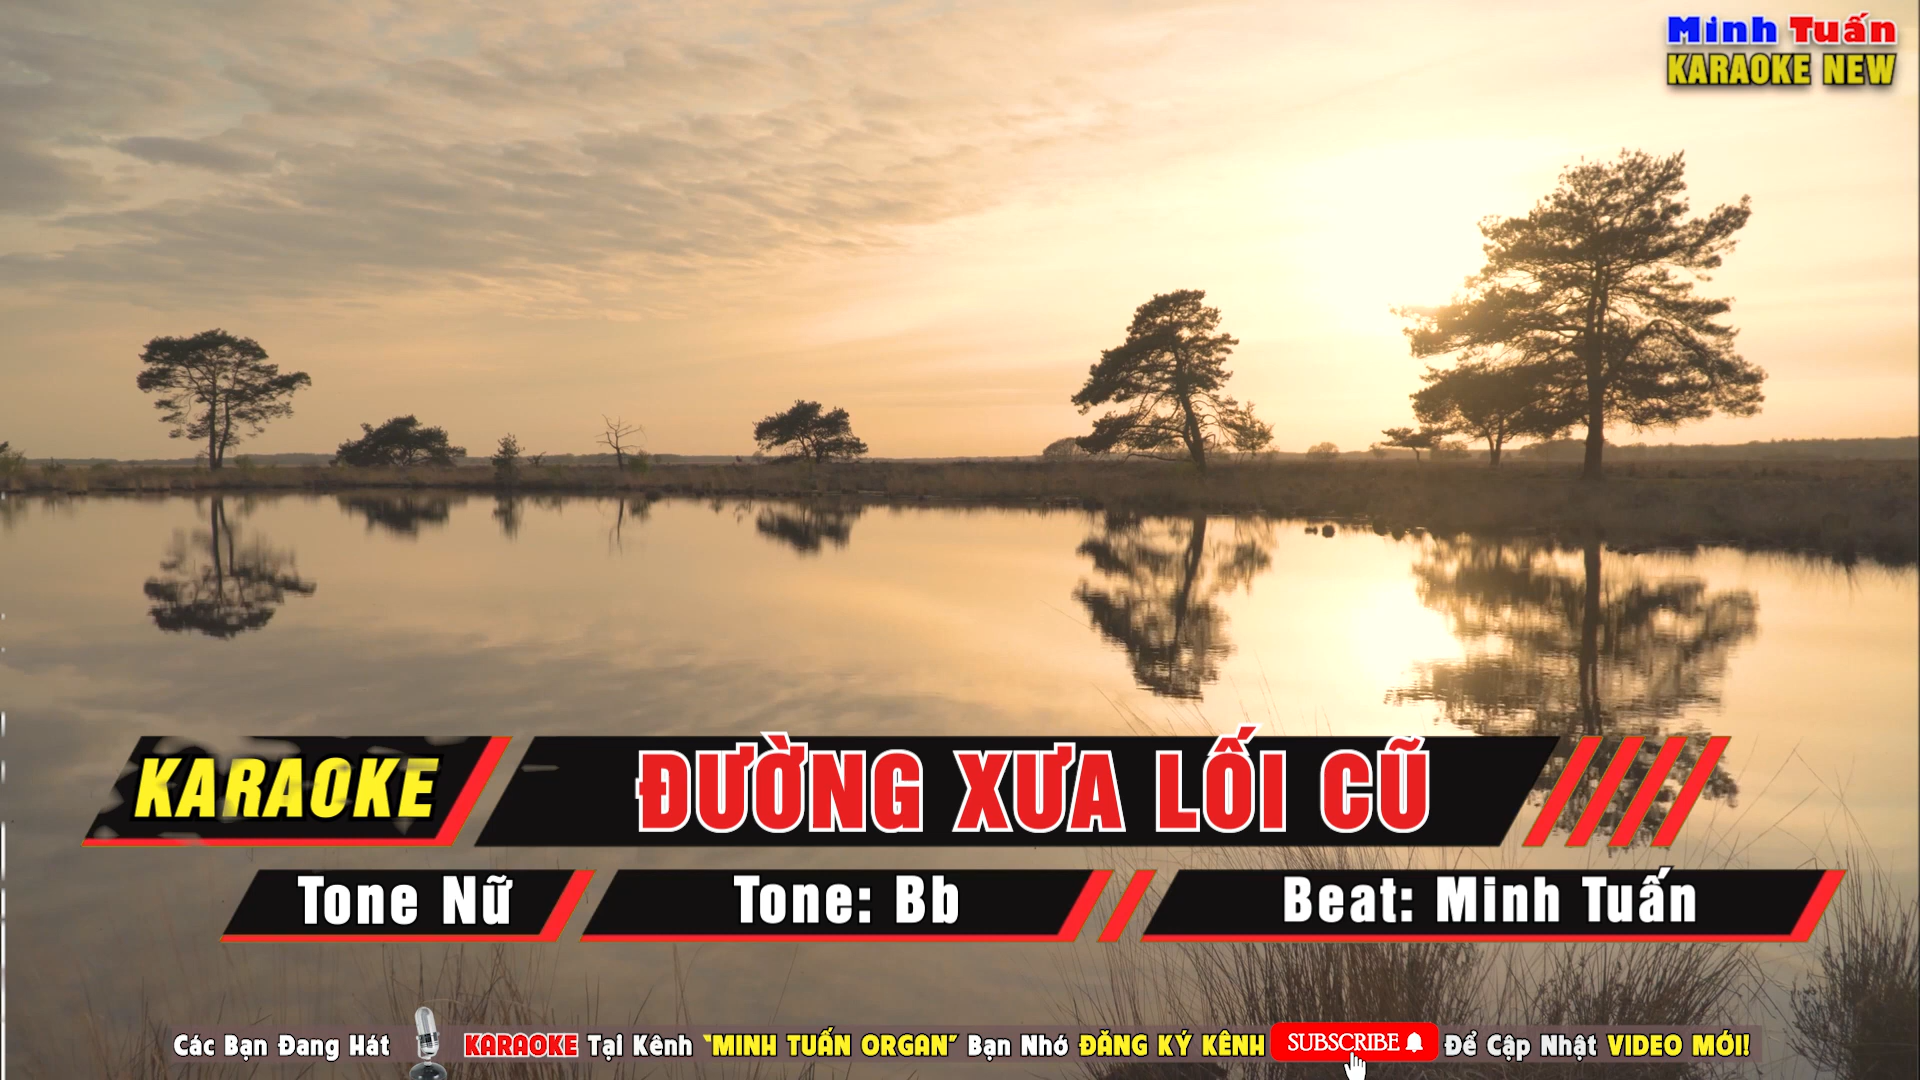 Minh Tuấn
KARAOKE NEW
KARAOKE
ĐƯỜNG XƯA LỐI CŨ
Tone Nữ
Tone: Bb
Beat: Minh Tuấn
Các Bạn Đang Hát KARAOKE Tại Kênh "MINH TUẤN ORGAN" Bạn Nhớ ĐĂNG KÝ KÊNH SUBSCRIBE Để Cập Nhật VIDEO MỚI!